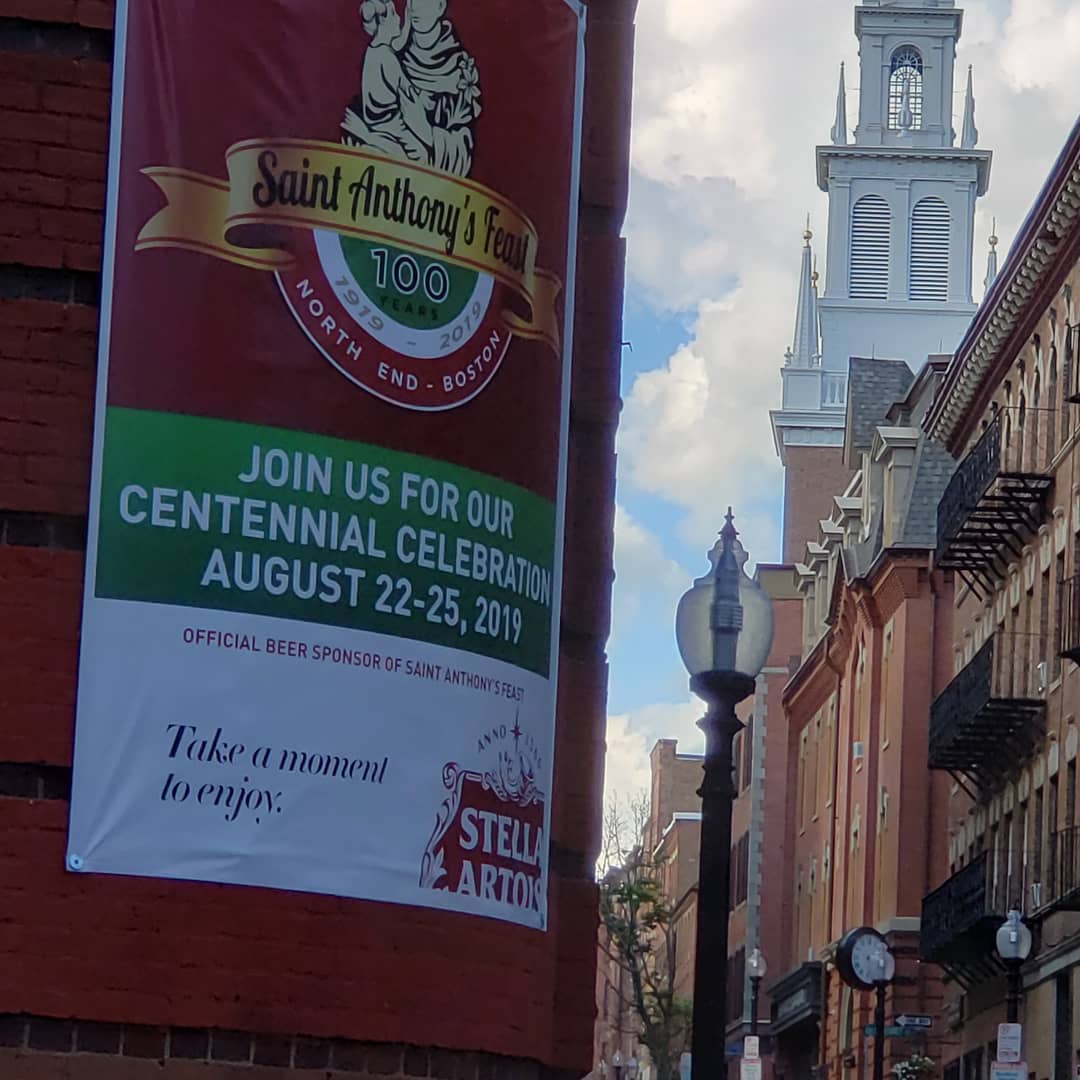 Saint Anthony's Feast
100
YEARS
1919 - 2019
NORTH END - BOSTON
JOIN US FOR OUR
CENTENNIAL CELEBRATION
AUGUST 22-25, 2019
OFFICIAL BEER SPONSOR OF SAINT ANTHONY'S FEAST
Take a moment
to enjoy.
ANNO
STELLA
ARTOIS